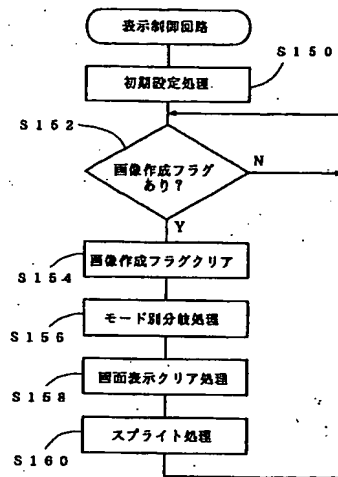 表示制御回路
S150
初期設定処理
S152
画像作成フラグ
あり?
N
Y
画像作成フラグクリア
S154
モード別分岐処理
S156
画面表示クリア処理
S158
スプライト処理
S160